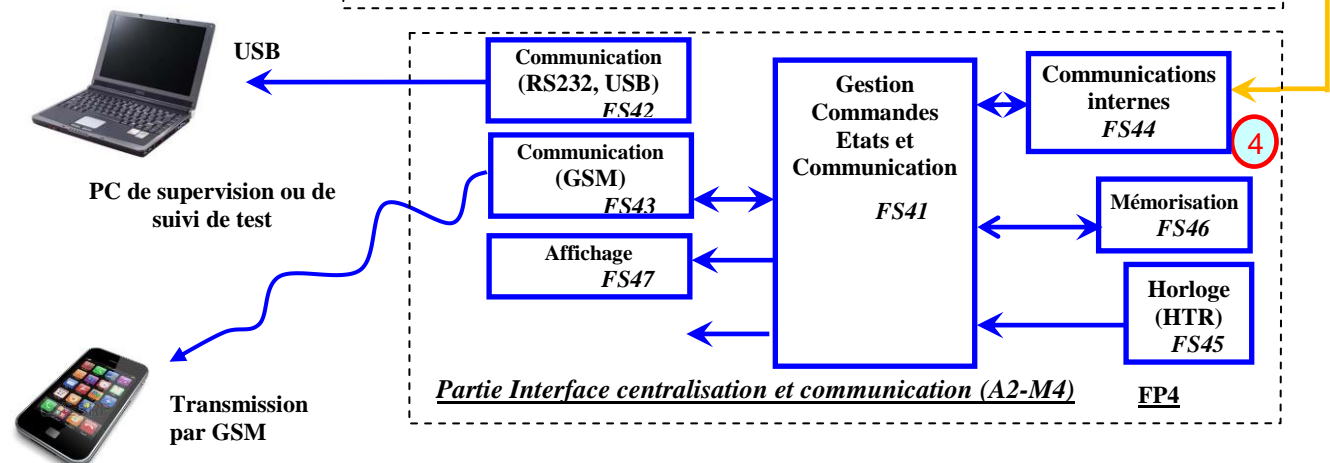 USB
Communication
(RS232, USB)
FS42
Communication
(GSM)
FS43
Affichage
FS47
Gestion
Commandes
Etats et
Communication
FS41
Communications
internes
FS44
4
Mémorisation
FS46
Horloge
(HTR)
FS45
PC de supervision ou de
suivi de test
Transmission
par GSM
Partie Interface centralisation et communication (A2-M4)
FP4